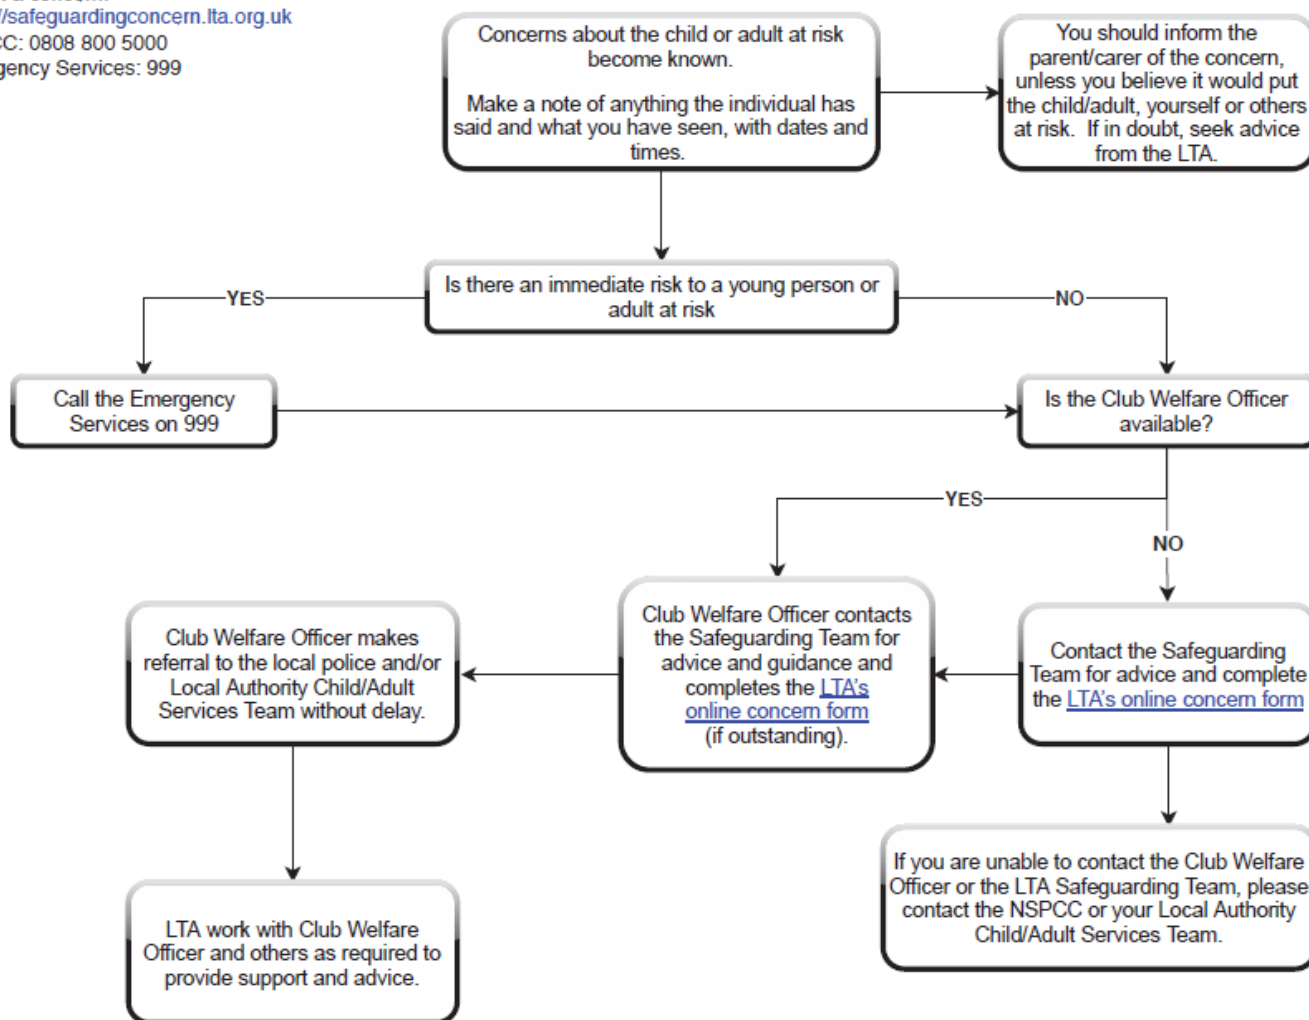 //safeguardingconcern.lta.org.uk
CC: 0808 800 5000
gency Services: 999
Concerns about the child or adult at risk
become known.
Make a note of anything the individual has
said and what you have seen, with dates and
times.
You should inform the
parent/carer of the concern,
unless you believe it would put
the child/adult, yourself or others
at risk. If in doubt, seek advice
from the LTA.
Is there an immediate risk to a young person or
adult at risk
YES
NO
Call the Emergency
Services on 999
Is the Club Welfare Officer
available?
YES
NO
Club Welfare Officer makes
referral to the local police and/or
Local Authority Child/Adult
Services Team without delay.
Club Welfare Officer contacts
the Safeguarding Team for
advice and guidance and
completes the LTA's
online concern form
(if outstanding).
Contact the Safeguarding
Team for advice and complete
the LTA's online concern form
LTA work with Club Welfare
Officer and others as required to
provide support and advice.
If you are unable to contact the Club Welfare
Officer or the LTA Safeguarding Team, please
contact the NSPCC or your Local Authority
Child/Adult Services Team.